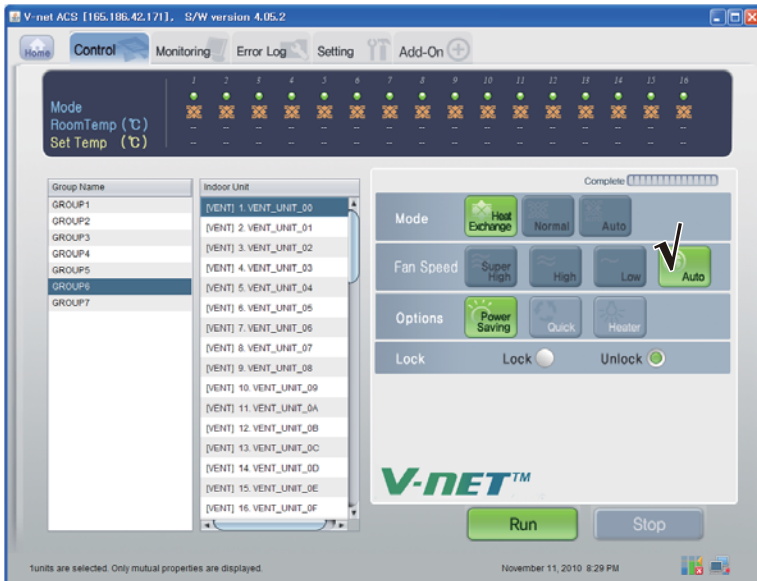 V-net ACS [165.186.42.171], S/W version 4.05.2
Home Control Monitoring Error Log Setting Add-On
1 2 3 4 5 6 7 8 9 10 11 12 13 14 15 16
Mode
RoomTemp (℃) -- -- -- -- -- -- -- -- -- -- -- -- -- -- -- --
Set Temp (℃) -- -- -- -- -- -- -- -- -- -- -- -- -- -- -- --
Group Name
GROUP1
GROUP2
GROUP3
GROUP4
GROUP5
GROUP6
GROUP7
Indoor Unit
[VENT] 1. VENT_UNIT_00
[VENT] 2. VENT_UNIT_01
[VENT] 3. VENT_UNIT_02
[VENT] 4. VENT_UNIT_03
[VENT] 5. VENT_UNIT_04
[VENT] 6. VENT_UNIT_05
[VENT] 7. VENT_UNIT_06
[VENT] 8. VENT_UNIT_07
[VENT] 9. VENT_UNIT_08
[VENT] 10. VENT_UNIT_09
[VENT] 11. VENT_UNIT_0A
[VENT] 12. VENT_UNIT_0B
[VENT] 13. VENT_UNIT_0C
[VENT] 14. VENT_UNIT_0D
[VENT] 15. VENT_UNIT_0E
[VENT] 16. VENT_UNIT_0F
Complete
Mode Heat Exchange Normal Auto
Fan Speed Super High High Low Auto
Options Power Saving Quick Heater
Lock Lock Unlock
V-NET™
Run Stop
1units are selected. Only mutual properties are displayed.
November 11, 2010 8:29 PM